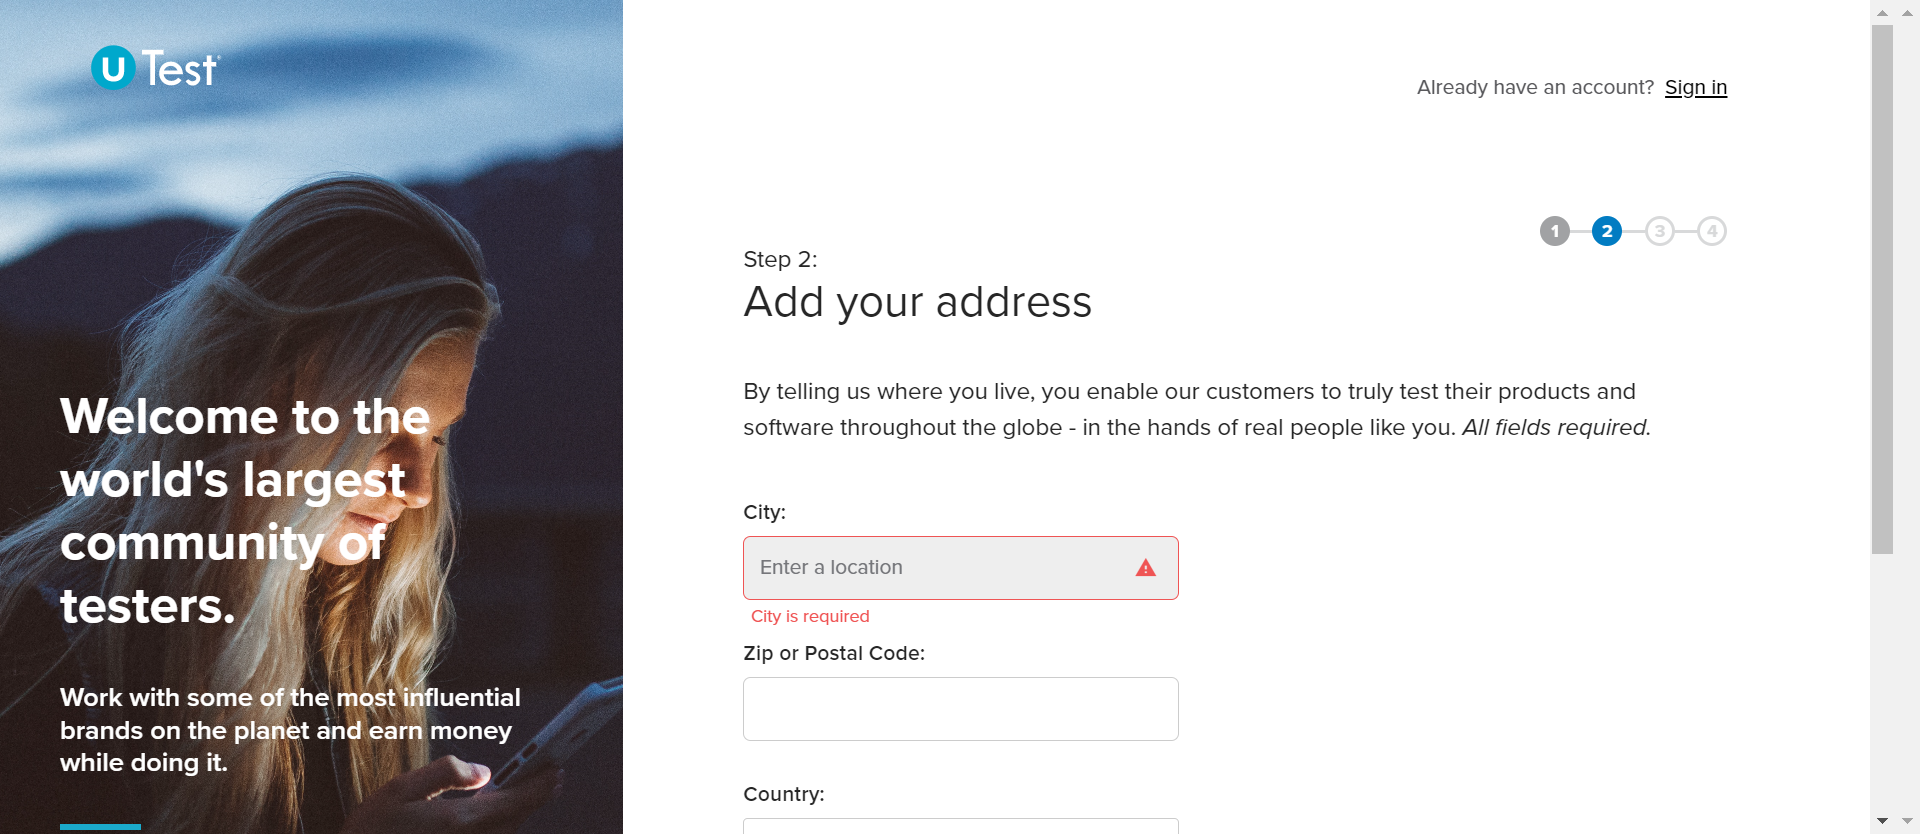 u Test
Already have an account? Sign in
1 2 3 4
Step 2:
Add your address
By telling us where you live, you enable our customers to truly test their products and
software throughout the globe - in the hands of real people like you. All fields required.
City:
Enter a location
City is required
Zip or Postal Code:
Country:
Welcome to the
world's largest
community of
testers.
Work with some of the most influential
brands on the planet and earn money
while doing it.